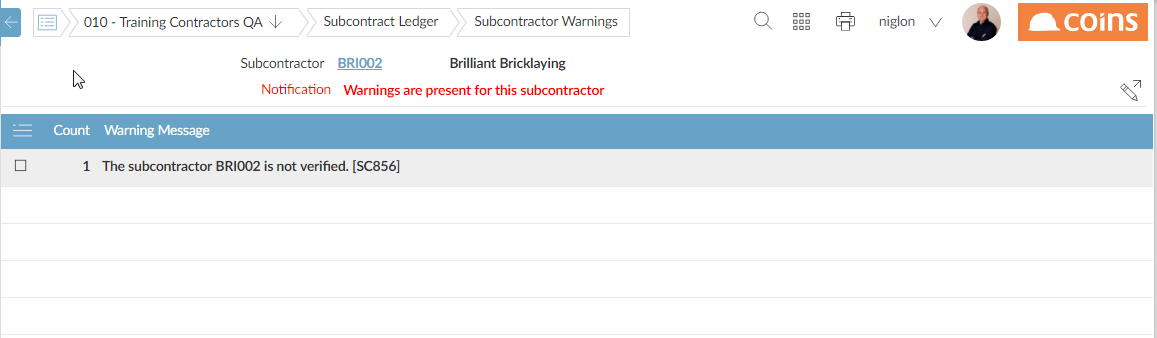 010 - Training Contractors QA ↓ Subcontract Ledger Subcontractor Warnings niglon coins
Subcontractor BRI002 Brilliant Bricklaying
Notification Warnings are present for this subcontractor
Count Warning Message
1 The subcontractor BRI002 is not verified. [SC856]